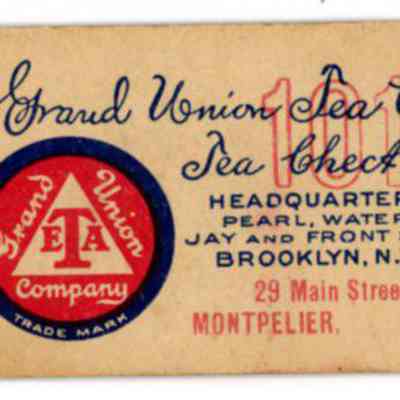 Grand Union Tea
Tea Check
101
HEADQUARTER
PEARL, WATER
JAY AND FRONT
BROOKLYN, N.
29 Main Stree
MONTPELIER,
Grand Union
ETA
Company
TRADE MARK